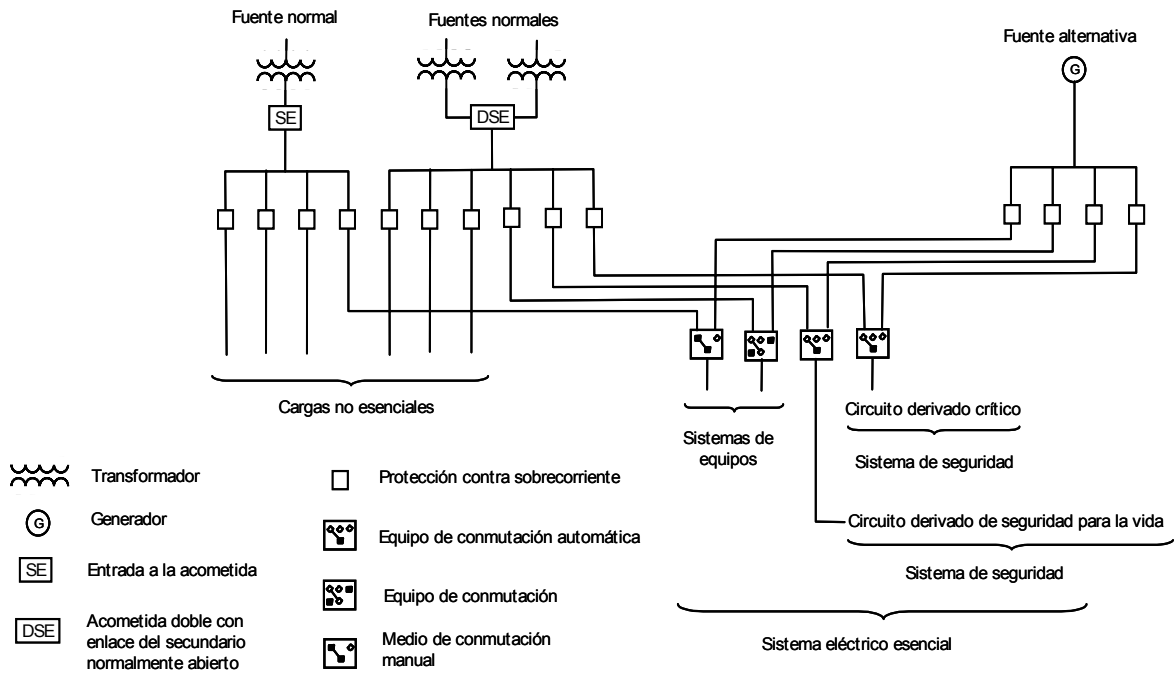 Fuente normal
Fuentes normales
Fuente alternativa
G
SE
DSE
Cargas no esenciales
Sistemas de
equipos
Circuito derivado crítico
Sistema de seguridad
Circuito derivado de seguridad para la vida
Sistema de seguridad
Sistema eléctrico esencial
Transformador
G
Generador
SE
Entrada a la acometida
DSE
Acometida doble con
enlace del secundario
normalmente abierto
Protección contra sobrecorriente
Equipo de conmutación automática
Equipo de conmutación
Medio de conmutación
manual